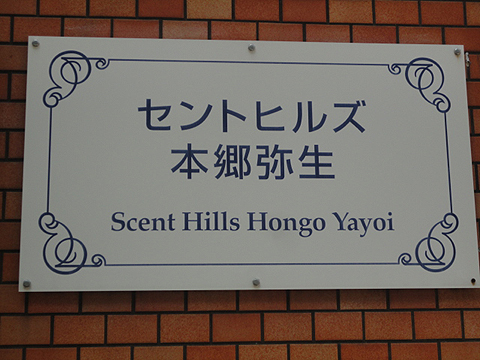 セントヒルズ
本郷弥生
Scent Hills Hongo Yayoi